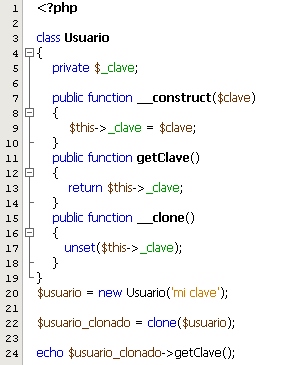 1 <?php
2
3 class Usuario
4 {
5 private $_clave;
6
7 public function __construct($clave)
8 {
9 $this->_clave = $clave;
10 }
11 public function getClave()
12 {
13 return $this->_clave;
14 }
15 public function __clone()
16 {
17 unset($this->_clave);
18 }
19 }
20 $usuario = new Usuario('mi clave');
21
22 $usuario_clonado = clone($usuario);
23
24 echo $usuario_clonado->getClave();